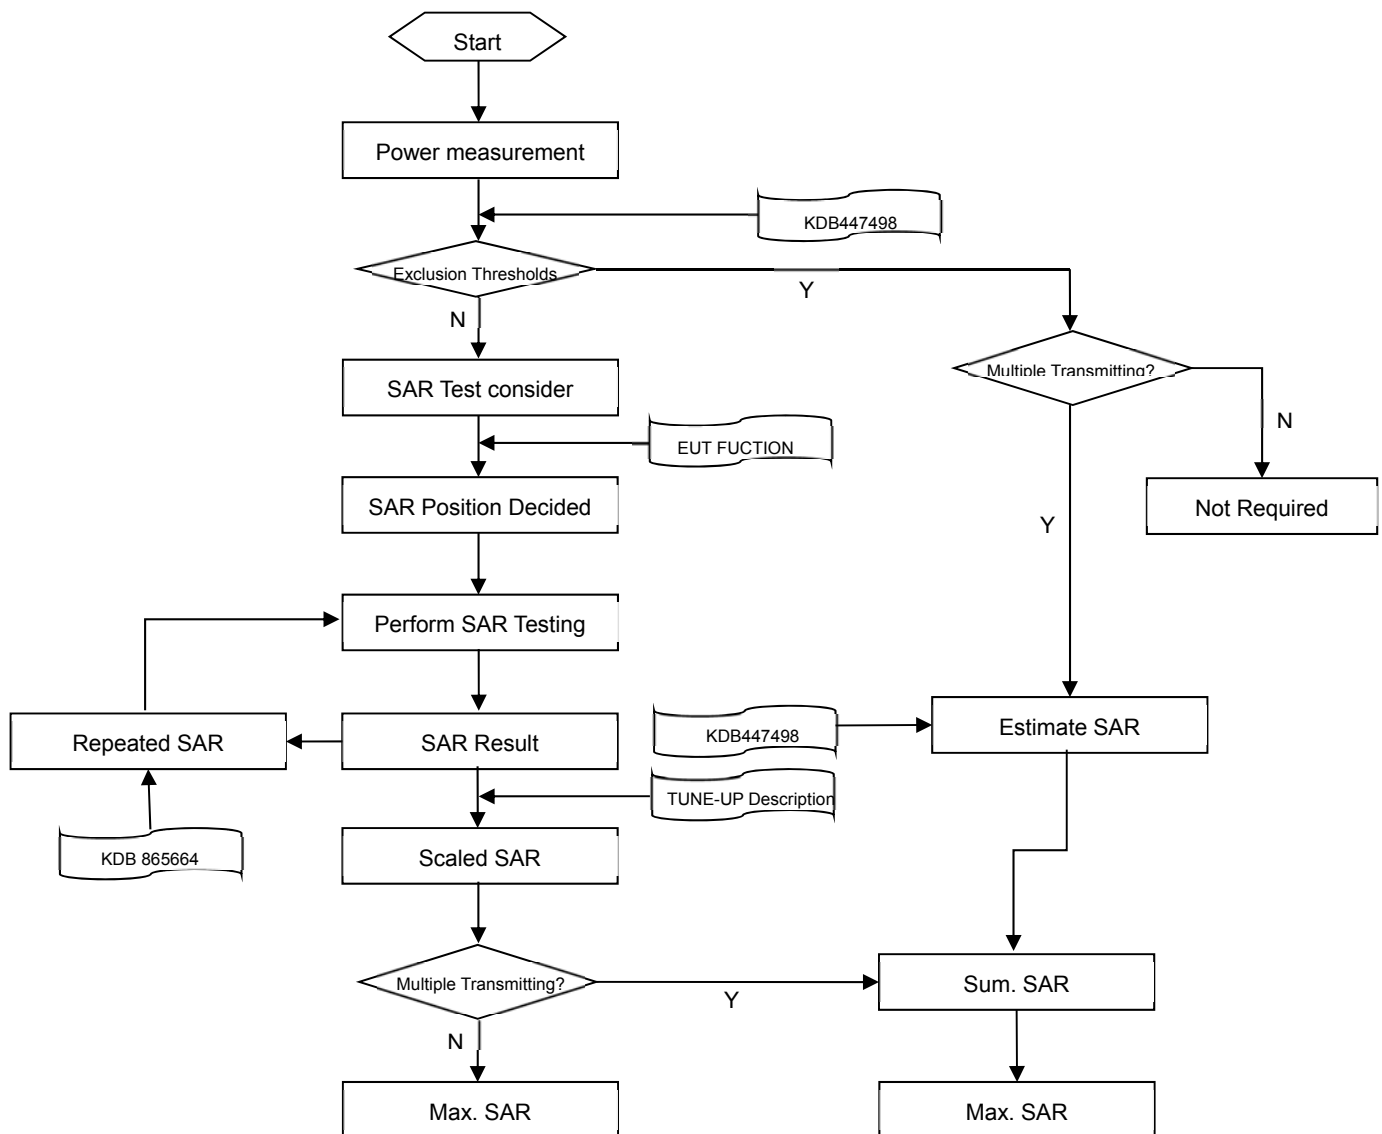 Start
Power measurement
KDB447498
Exclusion Thresholds
Y
N
Multiple Transmitting?
SAR Test consider
N
EUT FUCTION
SAR Position Decided
Not Required
Y
Perform SAR Testing
Repeated SAR
SAR Result
KDB447498
Estimate SAR
TUNE-UP Description
KDB 865664
Scaled SAR
Multiple Transmitting?
Y
Sum. SAR
N
Max. SAR
Max. SAR